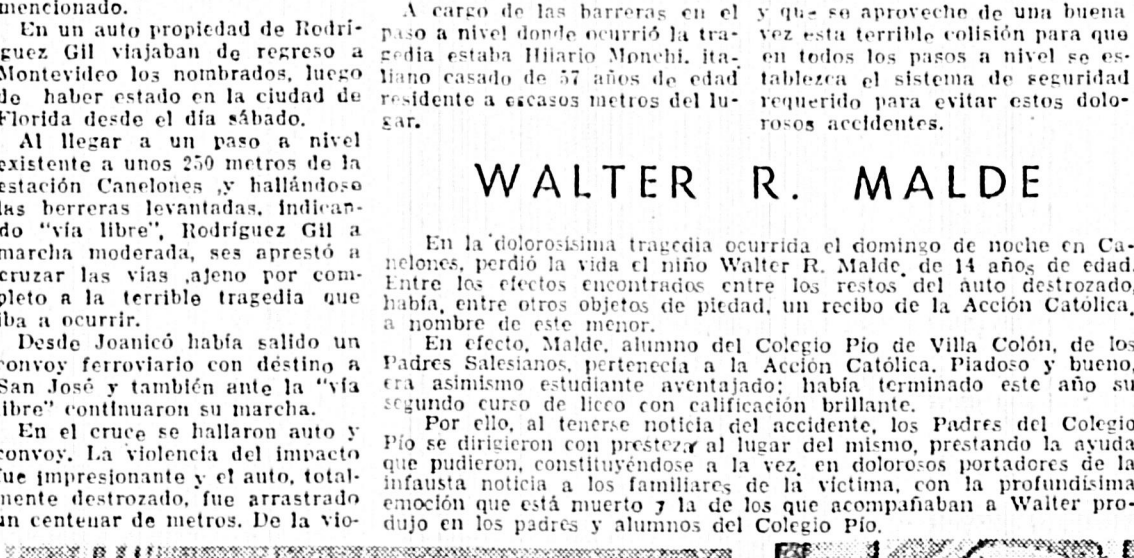 mencionado.
En un auto propiedad de Rodrí-
guez Gil viajaban de regreso a
Montevideo los nombrados, luego
de haber estado en la ciudad de
Florida desde el día sábado.
Al llegar a un paso a nivel
existente a unos 250 metros de la
estación Canelones ,y hallándose
las berreras levantadas, indican-
do "vía libre", Rodríguez Gil a
marcha moderada, ses aprestó a
cruzar las vías ,ajeno por com-
pleto a la terrible tragedia que
iba a ocurrir.
Desde Joanicó había salido un
convoy ferroviario con déstino a
San José y también ante la "vía
libre" continuaron su marcha.
En el cruce se hallaron auto y
convoy. La violencia del impacto
fue impresionante y el auto, total-
mente destrozado, fue arrastrado
un centenar de metros. De la vio-
A cargo de las barreras en el
paso a nivel donde ocurrió la tra-
gedia estaba Hilario Monchi, ita-
liano casado de 57 años de edad
residente a escasos metros del lu-
gar.
y que se aproveche de una buena
vez esta terrible colisión para que
en todos los pasos a nivel se es-
tablezca el sistema de seguridad
requerido para evitar estos dolo-
rosos accidentes.
WALTER R. MALDE
En la dolorosísima tragedia ocurrida el domingo de noche en Ca-
nelones, perdió la vida el niño Walter R. Malde, de 14 años de edad.
Entre los efectos encontrados entre los restos del auto destrozado,
había, entre otros objetos de piedad, un recibo de la Acción Católica,
a nombre de este menor.
En efecto, Malde, alumno del Colegio Pío de Villa Colón, de los
Padres Salesianos, pertenecía a la Acción Católica. Piadoso y bueno,
era asimismo estudiante aventajado: había terminado este año su
segundo curso de liceo con calificación brillante.
Por ello, al tenerse noticia del accidente, los Padres del Colegio
Pío se dirigieron con presteza al lugar del mismo, prestando la ayuda
que pudieron, constituyéndose a la vez, en dolorosos portadores de la
infausta noticia a los familiares de la víctima, con la profundísima
emoción que está muerto y la de los que acompañaban a Walter pro-
dujo en los padres y alumnos del Colegio Pío.